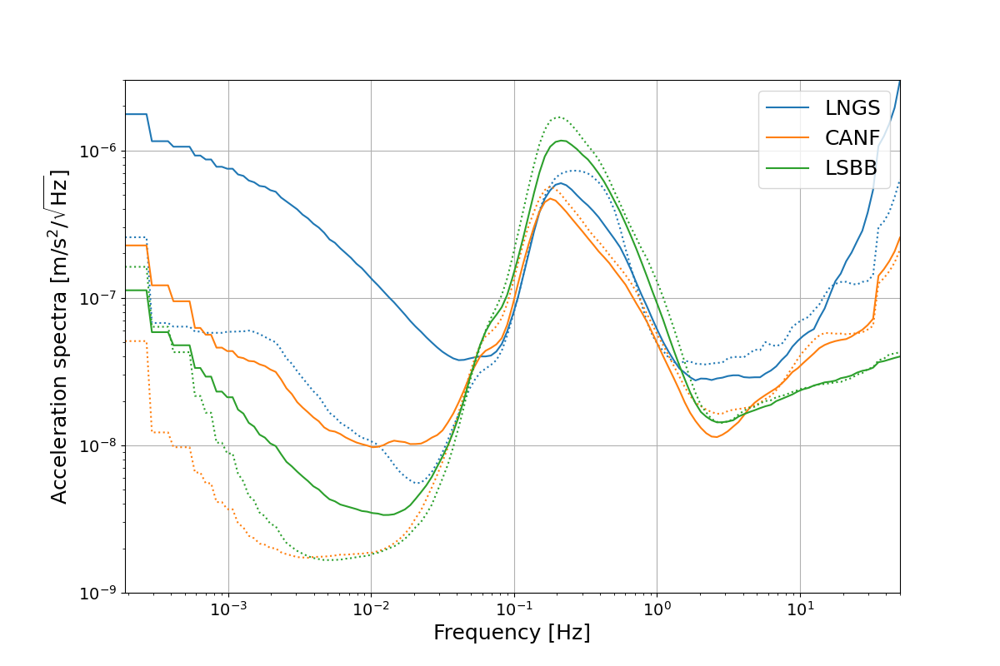 Acceleration spectra [m/s²/√Hz]
10⁻⁶
10⁻⁷
10⁻⁸
10⁻⁹
LNGS
CANF
LSBB
10⁻³
10⁻²
10⁻¹
10⁰
10¹
Frequency [Hz]